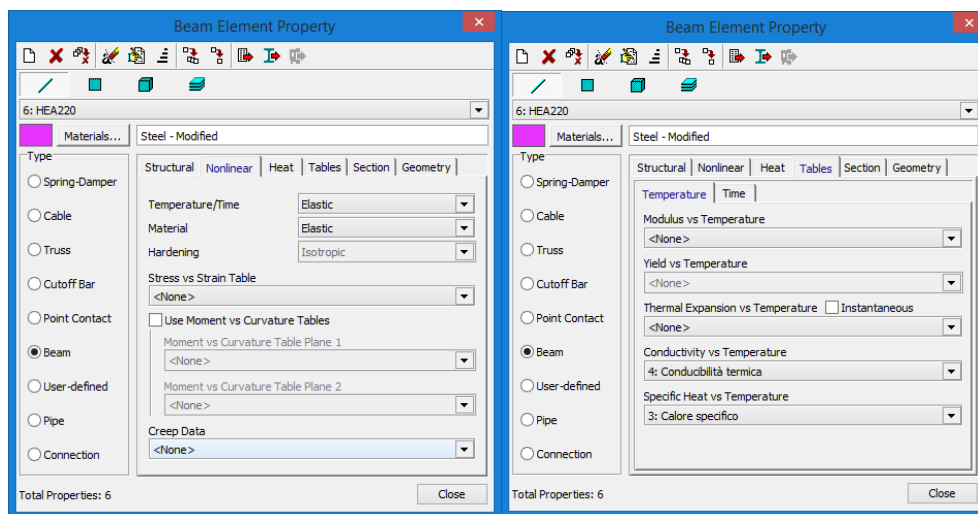 Beam Element Property
6: HEA220
Materials...
Steel - Modified
Type
Spring-Damper
Cable
Truss
Cutoff Bar
Point Contact
Beam
User-defined
Pipe
Connection
Structural Nonlinear Heat Tables Section Geometry
Temperature/Time Elastic
Material Elastic
Hardening Isotropic
Stress vs Strain Table
<None>
Use Moment vs Curvature Tables
Moment vs Curvature Table Plane 1
<None>
Moment vs Curvature Table Plane 2
<None>
Creep Data
<None>
Total Properties: 6
Close
Beam Element Property
6: HEA220
Materials...
Steel - Modified
Type
Spring-Damper
Cable
Truss
Cutoff Bar
Point Contact
Beam
User-defined
Pipe
Connection
Structural Nonlinear Heat Tables Section Geometry
Temperature Time
Modulus vs Temperature
<None>
Yield vs Temperature
<None>
Thermal Expansion vs Temperature Instantaneous
<None>
Conductivity vs Temperature
4: Conducibilità termica
Specific Heat vs Temperature
3: Calore specifico
Total Properties: 6
Close